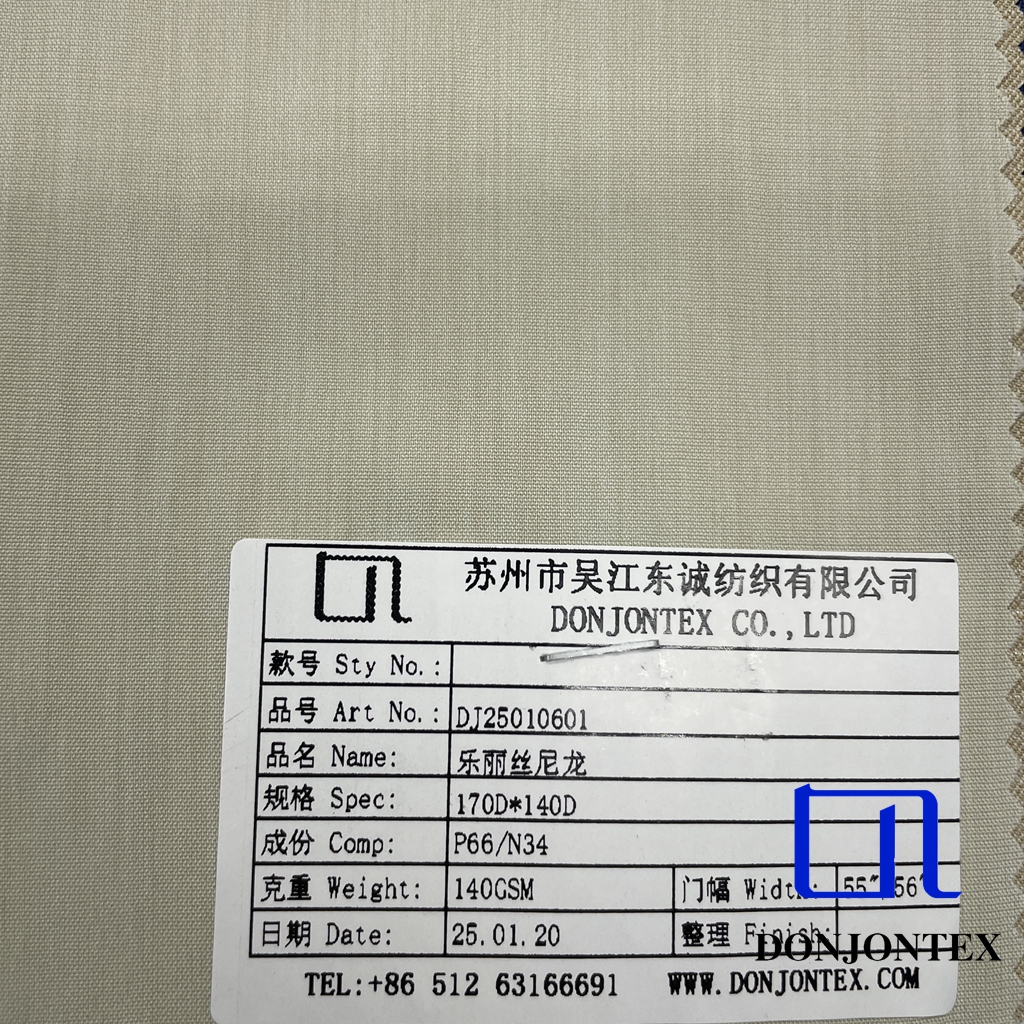 苏州市吴江东诚纺织有限公司
DONJONTEX CO.,LTD
款号 Sty No.:
品号 Art No.: DJ25010601
品名 Name: 乐丽丝尼龙
规格 Spec: 170D*140D
成份 Comp: P66/N34
克重 Weight: 140GSM 门幅 Width: 55"/56"
日期 Date: 25.01.20 整理 Finish:
DONJONTEX
TEL:+86 512 63166691 WWW.DONJONTEX.COM